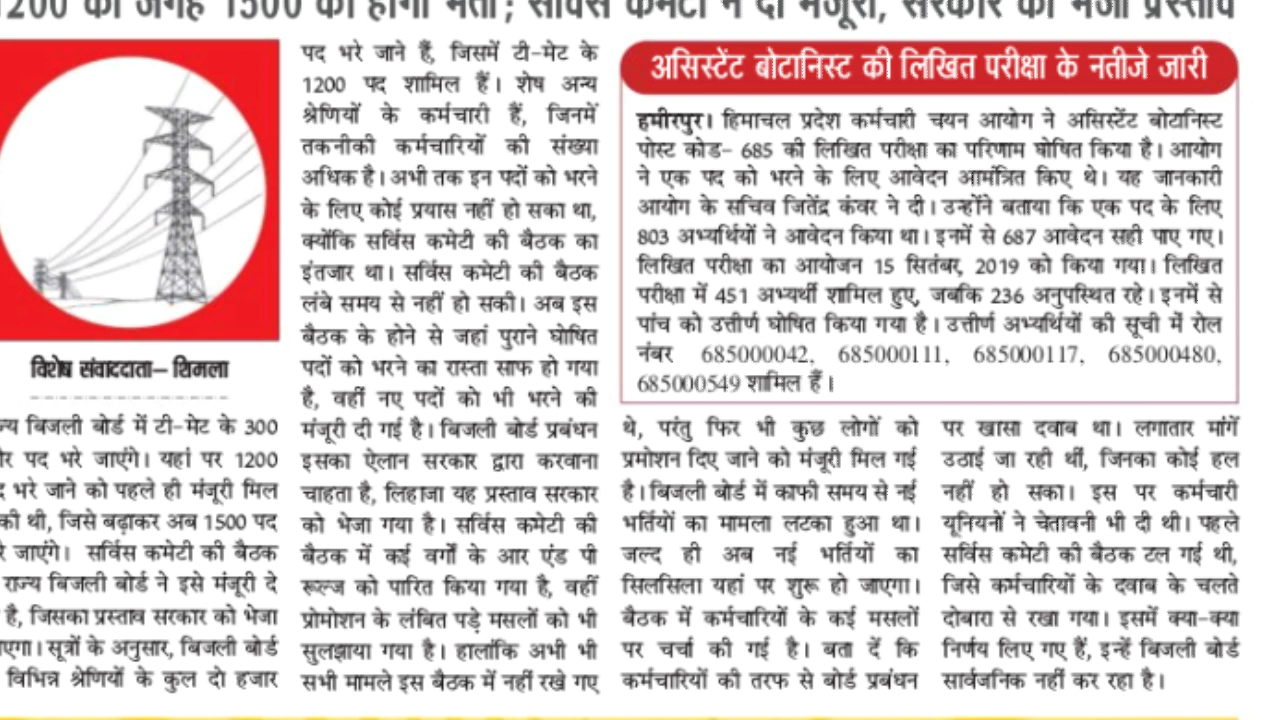 1200 की जगह 1500 की होगी भर्ती; सर्विस कमेटी ने दी मंजूरी, सरकार को भेजा प्रस्ताव
विशेष संवाददाता– शिमला
बिजली बोर्ड में टी-मेट के 300
पद भरे जाएंगे। यहां पर 1200
भरे जाने को पहले ही मंजूरी मिल
थी, जिसे बढ़ाकर अब 1500 पद
जाएंगे। सर्विस कमेटी की बैठक
राज्य बिजली बोर्ड ने इसे मंजूरी दे
है, जिसका प्रस्ताव सरकार को भेजा
सूत्रों के अनुसार, बिजली बोर्ड
विभिन्न श्रेणियों के कुल दो हजार
पद भरे जाने हैं, जिसमें टी-मेट के
1200 पद शामिल हैं। शेष अन्य
श्रेणियों के कर्मचारी हैं, जिनमें
तकनीकी कर्मचारियों की संख्या
अधिक है। अभी तक इन पदों को भरने
के लिए कोई प्रयास नहीं हो सका था,
क्योंकि सर्विस कमेटी की बैठक का
इंतजार था। सर्विस कमेटी की बैठक
लंबे समय से नहीं हो सकी। अब इस
बैठक के होने से जहां पुराने घोषित
पदों को भरने का रास्ता साफ हो गया
है, वहीं नए पदों को भी भरने की
मंजूरी दी गई है। बिजली बोर्ड प्रबंधन
इसका ऐलान सरकार द्वारा करवाना
चाहता है, लिहाजा यह प्रस्ताव सरकार
को भेजा गया है। सर्विस कमेटी की
बैठक में कई वर्गों के आर एंड पी
रूल्ज को पारित किया गया है, वहीं
प्रोमोशन के लंबित पड़े मसलों को भी
सुलझाया गया है। हालांकि अभी भी
सभी मामले इस बैठक में नहीं रखे गए
असिस्टेंट बोटानिस्ट की लिखित परीक्षा के नतीजे जारी
हमीरपुर। हिमाचल प्रदेश कर्मचारी चयन आयोग ने असिस्टेंट बोटानिस्ट
पोस्ट कोड- 685 की लिखित परीक्षा का परिणाम घोषित किया है। आयोग
ने एक पद को भरने के लिए आवेदन आमंत्रित किए थे। यह जानकारी
आयोग के सचिव जितेंद्र कंवर ने दी। उन्होंने बताया कि एक पद के लिए
803 अभ्यर्थियों ने आवेदन किया था। इनमें से 687 आवेदन सही पाए गए।
लिखित परीक्षा का आयोजन 15 सितंबर, 2019 को किया गया। लिखित
परीक्षा में 451 अभ्यर्थी शामिल हुए, जबकि 236 अनुपस्थित रहे। इनमें से
पांच को उत्तीर्ण घोषित किया गया है। उत्तीर्ण अभ्यर्थियों की सूची में रोल
नंबर 685000042, 685000111, 685000117, 685000480,
685000549 शामिल हैं।
थे, परंतु फिर भी कुछ लोगों को
प्रमोशन दिए जाने को मंजूरी मिल गई
है। बिजली बोर्ड में काफी समय से नई
भर्तियों का मामला लटका हुआ था।
जल्द ही अब नई भर्तियों का
सिलसिला यहां पर शुरू हो जाएगा।
बैठक में कर्मचारियों के कई मसलों
पर चर्चा की गई है। बता दें कि
कर्मचारियों की तरफ से बोर्ड प्रबंधन
पर खासा दवाब था। लगातार मांगें
उठाई जा रही थीं, जिनका कोई हल
नहीं हो सका। इस पर कर्मचारी
यूनियनों ने चेतावनी भी दी थी। पहले
सर्विस कमेटी की बैठक टल गई थी,
जिसे कर्मचारियों के दवाब के चलते
दोबारा से रखा गया। इसमें क्या-क्या
निर्णय लिए गए हैं, इन्हें बिजली बोर्ड
सार्वजनिक नहीं कर रहा है।